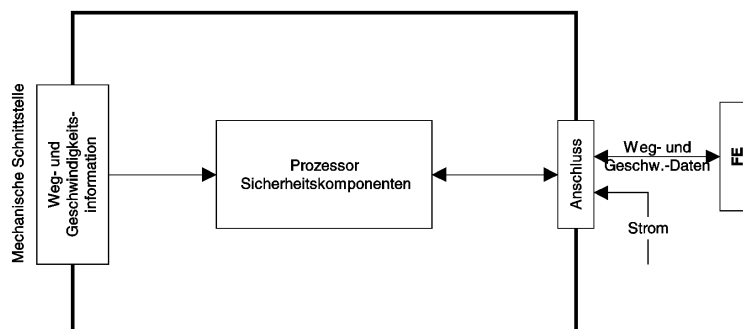 Mechanische Schnittstelle
Weg- und
Geschwindigkeits-
information
Prozessor
Sicherheitskomponenten
Anschluss
Weg- und
Geschw.-Daten
Strom
FE